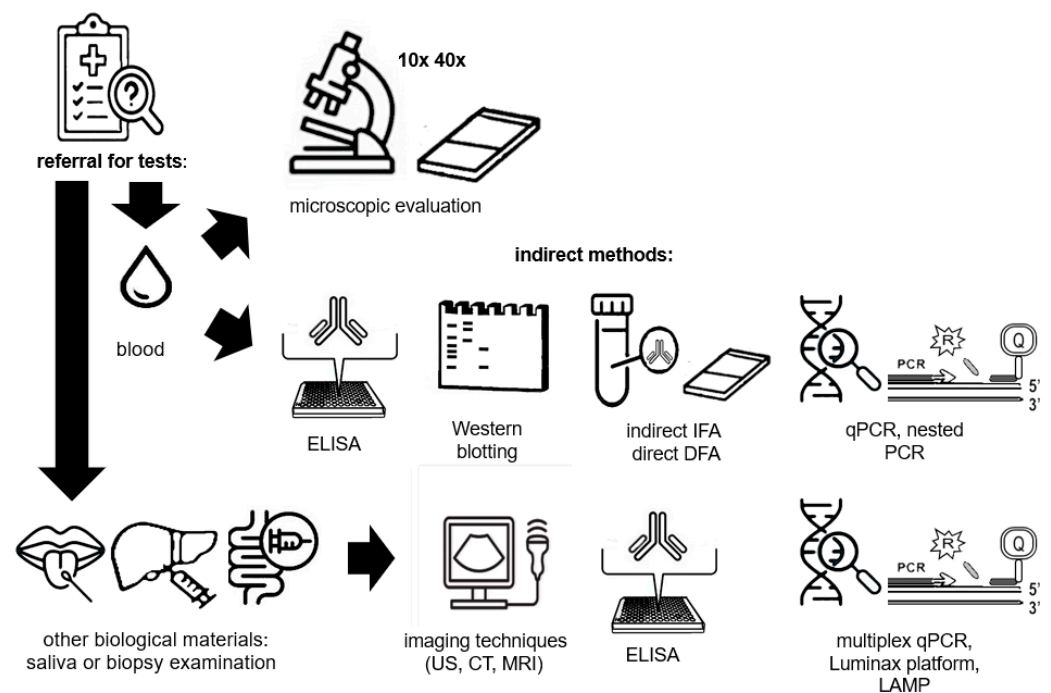 10x 40x
?
referral for tests:
microscopic evaluation
blood
indirect methods:
ELISA
Western
blotting
indirect IFA
direct DFA
R
Q
PCR
5’
3’
qPCR, nested
PCR
other biological materials:
saliva or biopsy examination
imaging techniques
(US, CT, MRI)
ELISA
R
Q
PCR
5’
3’
multiplex qPCR,
Luminax platform,
LAMP